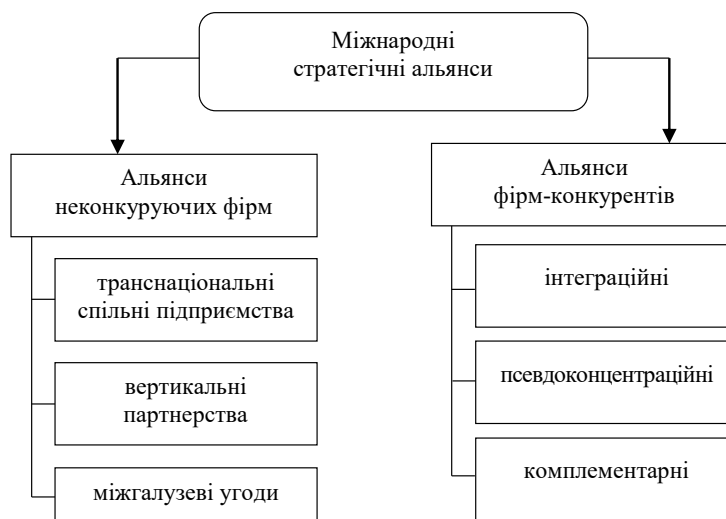 Міжнародні
стратегічні альянси
Альянси
неконкуруючих фірм
транснаціональні
спільні підприємства
вертикальні
партнерства
міжгалузеві угоди
Альянси
фірм-конкурентів
інтеграційні
псевдоконцентраційні
комплементарні